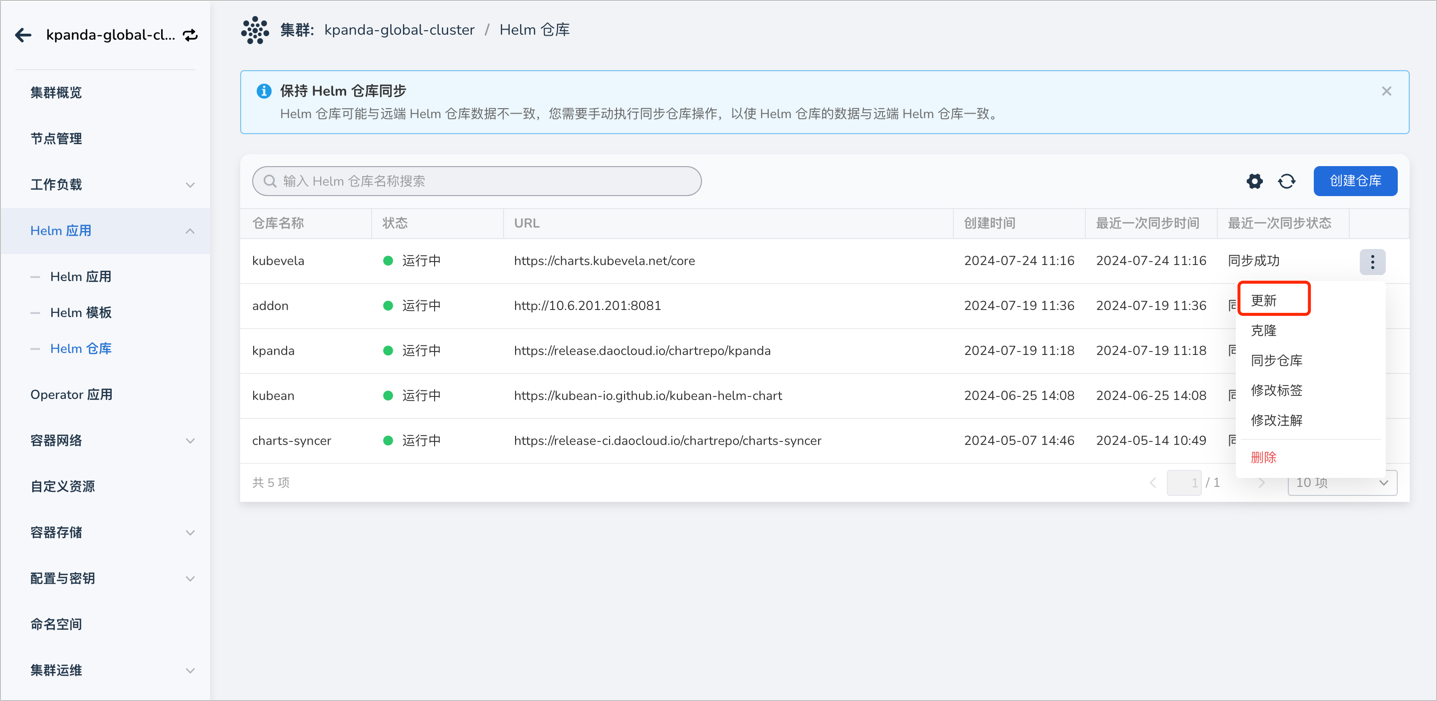 kpanda-global-cl...
集群概览
节点管理
工作负载
Helm 应用
Helm 应用
Helm 模板
Helm 仓库
Operator 应用
容器网络
自定义资源
容器存储
配置与密钥
命名空间
集群运维
集群: kpanda-global-cluster / Helm 仓库
保持 Helm 仓库同步
Helm 仓库可能与远端 Helm 仓库数据不一致，您需要手动执行同步仓库操作，以使 Helm 仓库的数据与远端 Helm 仓库一致。
输入 Helm 仓库名称搜索
创建仓库
仓库名称 状态 URL 创建时间 最近一次同步时间 最近一次同步状态
kubevela 运行中 https://charts.kubevela.net/core 2024-07-24 11:16 2024-07-24 11:16 同步成功
addon 运行中 http://10.6.201.201:8081 2024-07-19 11:36 2024-07-19 11:36
kpanda 运行中 https://release.daocloud.io/chartrepo/kpanda 2024-07-19 11:18 2024-07-19 11:18
kubean 运行中 https://kubean-io.github.io/kubean-helm-chart 2024-06-25 14:08 2024-06-25 14:08
charts-syncer 运行中 https://release-ci.daocloud.io/chartrepo/charts-syncer 2024-05-07 14:46 2024-05-14 10:49
更新
克隆
同步仓库
修改标签
修改注解
删除
共 5 项 1 / 1 10 项